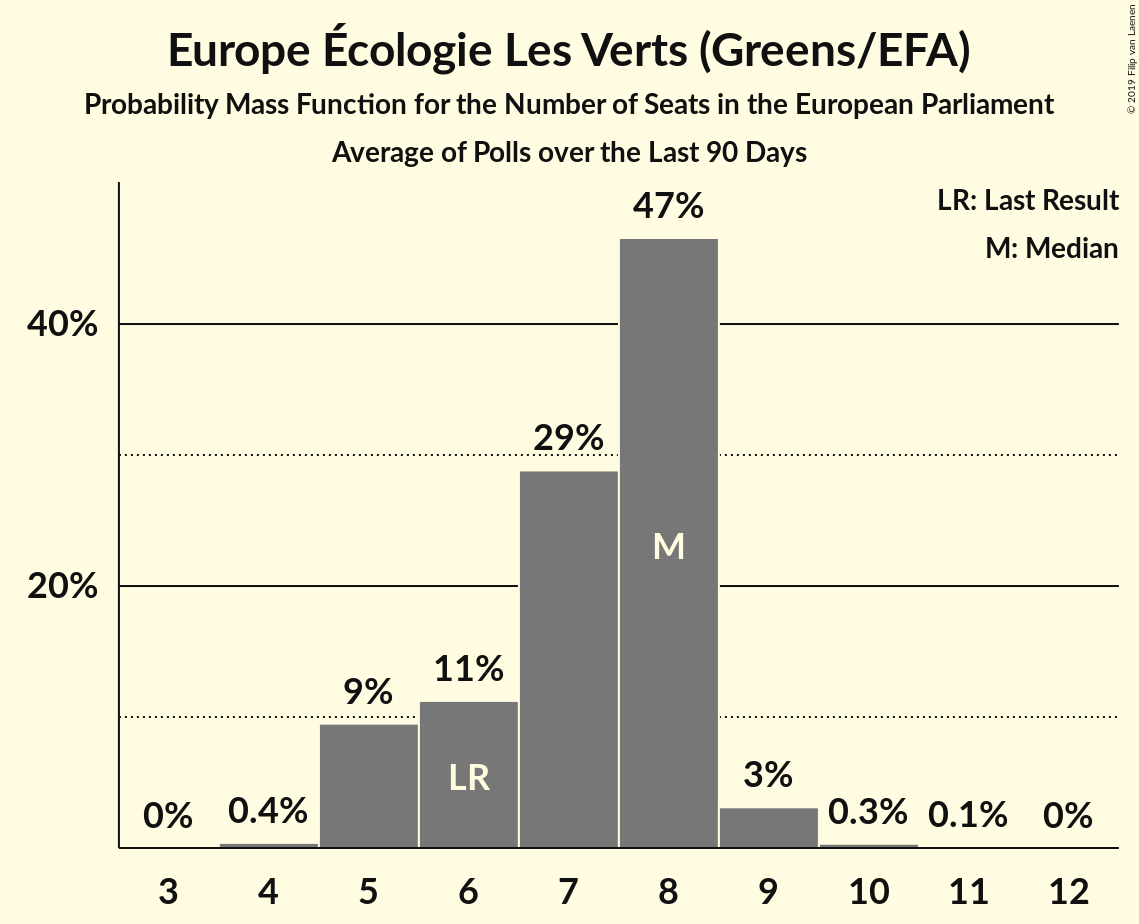 Europe Écologie Les Verts (Greens/EFA)
Probability Mass Function for the Number of Seats in the European Parliament
Average of Polls over the Last 90 Days
© 2019 Filip van Laenen
LR: Last Result
M: Median
47%
40%
29%
M
20%
11%
9%
LR
3%
0% 0.4% 0.3% 0.1% 0%
3 4 5 6 7 8 9 10 11 12